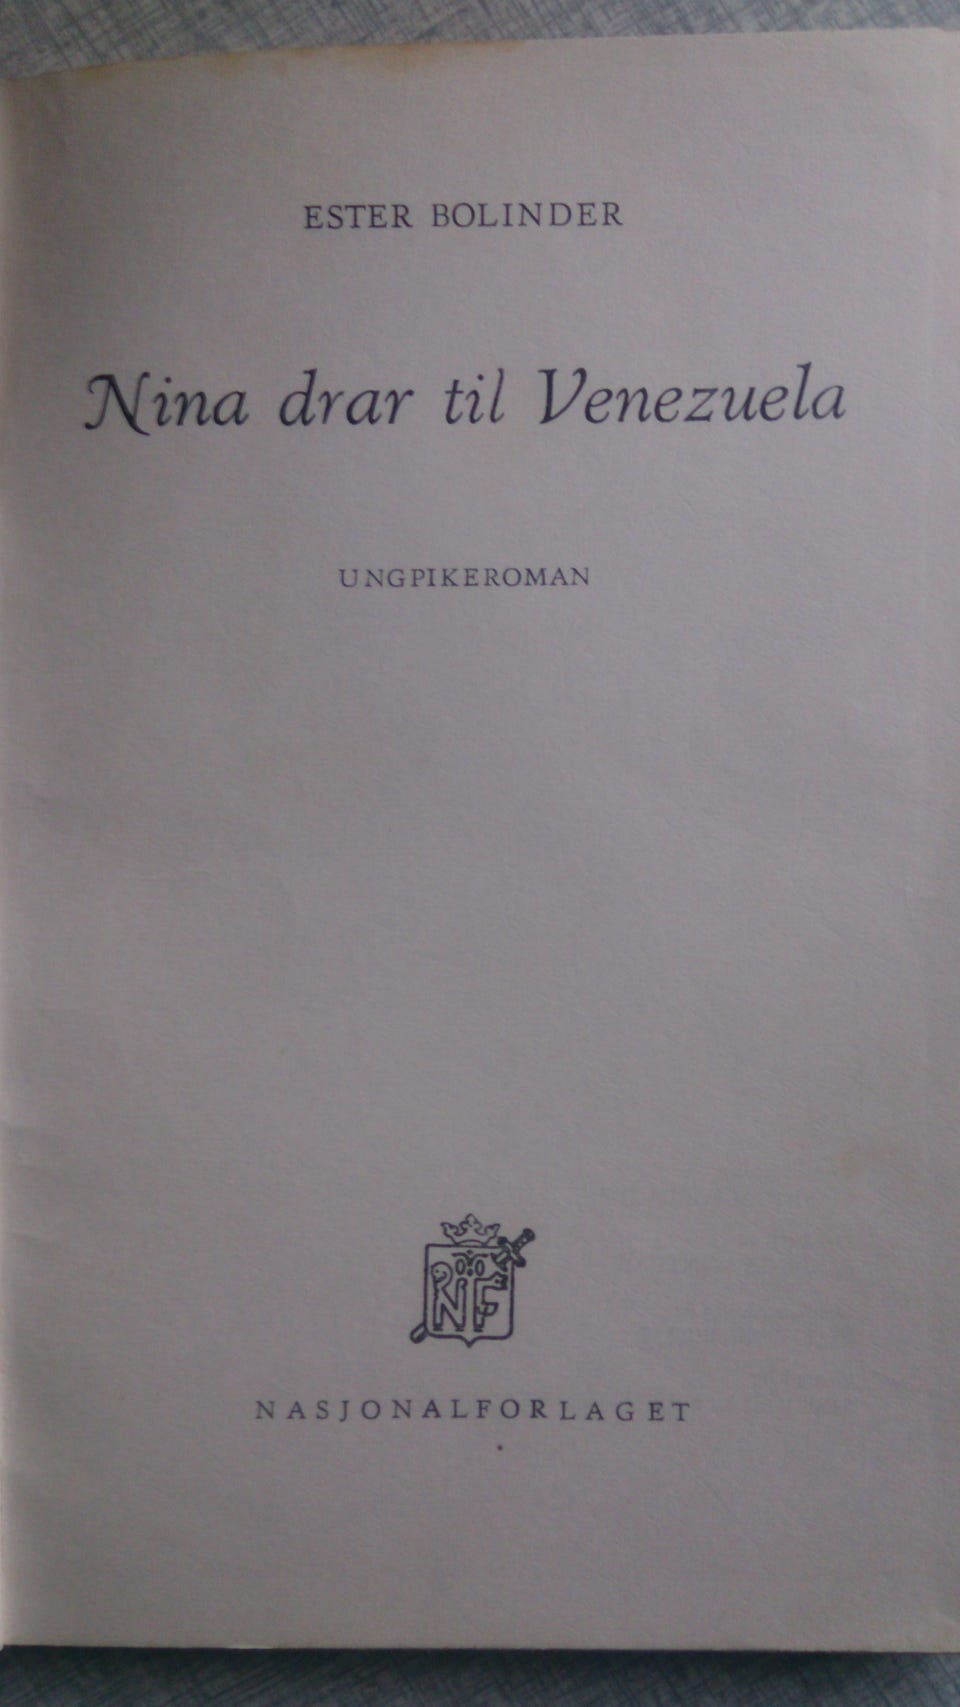 ESTER BOLINDER
Nina drar til Venezuela
UNGPIKEROMAN
NF
NASJONALFORLAGET